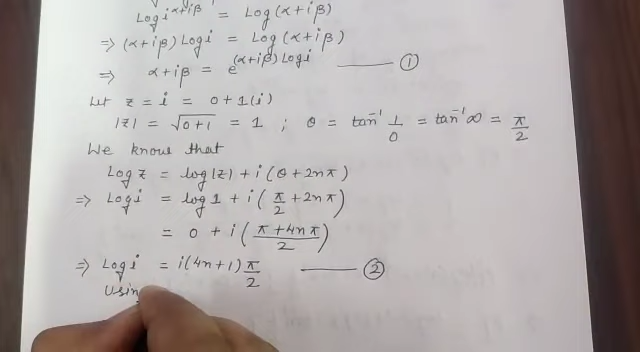 Log i^α+iβ = Log(α+iβ)
⇒ (α+iβ) Log i = Log (α+iβ)
⇒ α+iβ = e^(α+iβ) Log i ①
Let z = i = 0+1(i)
|z| = √0+1 = 1 ; θ = tan⁻¹ 1/0 = tan⁻¹ ∞ = π/2
We know that
Log z = log|z| + i(θ+2nπ)
⇒ Log i = log 1 + i(π/2 + 2nπ)
= 0 + i(π+4nπ/2)
⇒ Log i = i(4n+1) π/2 ②
Usin